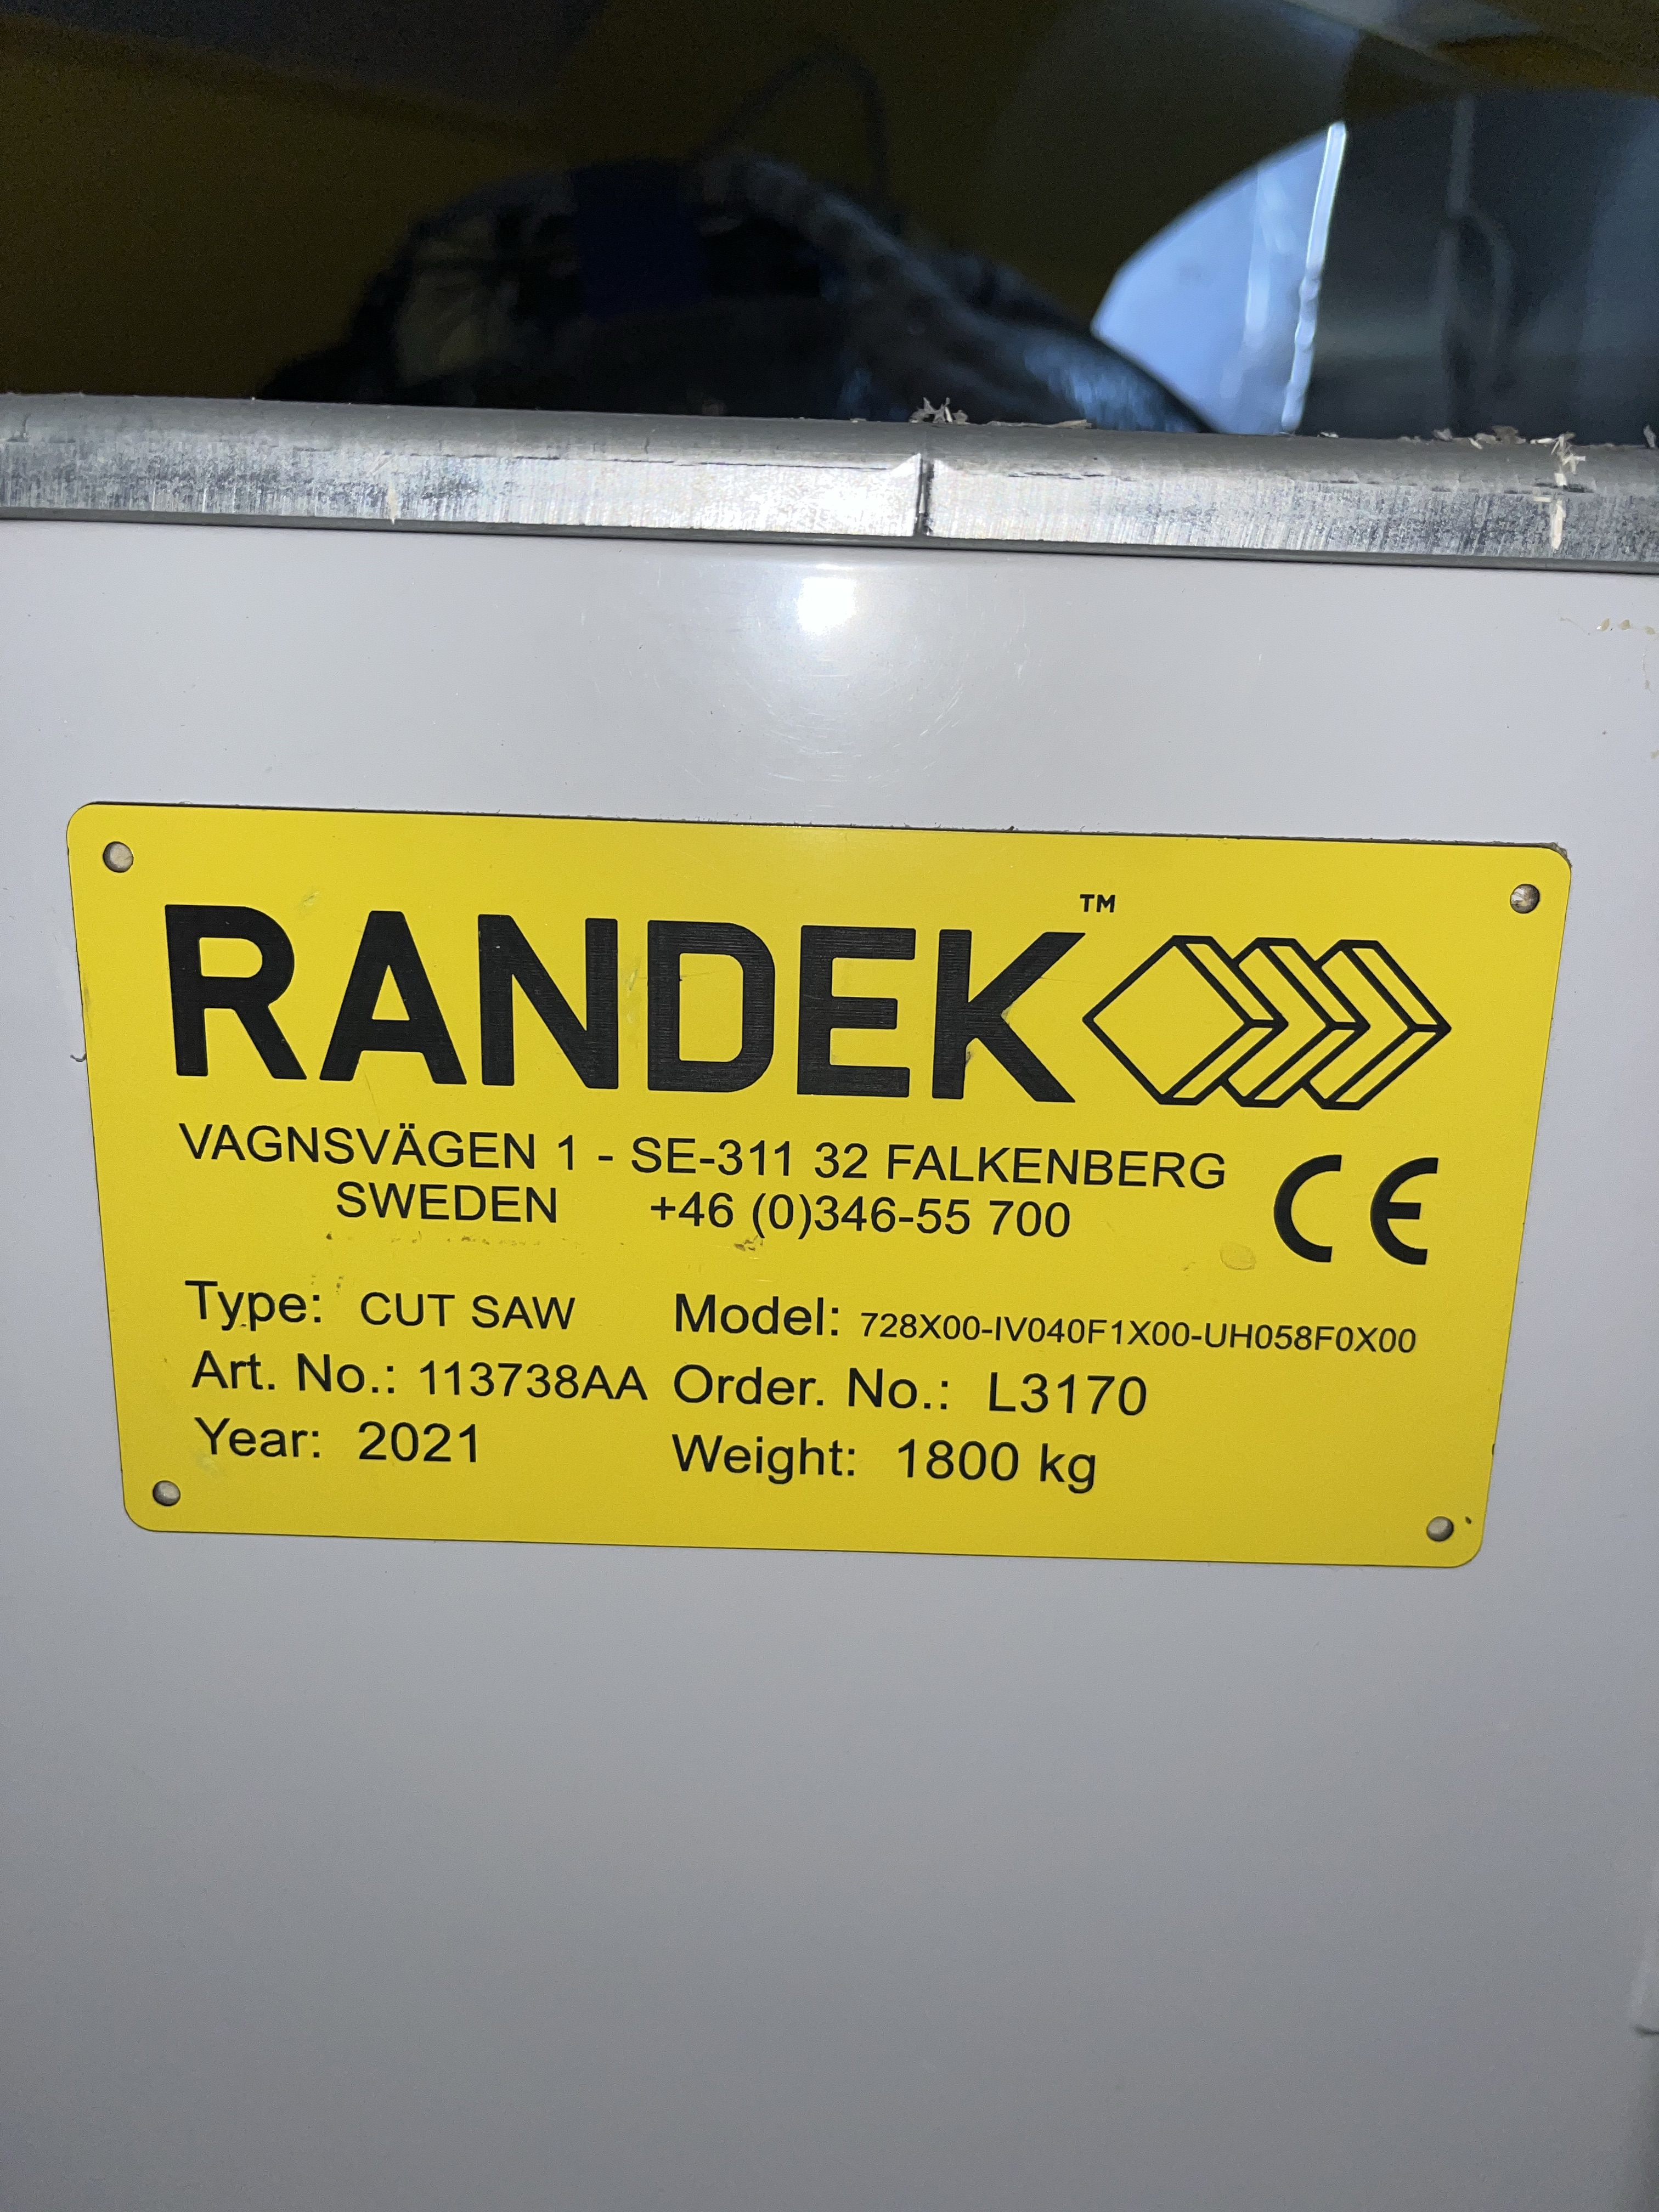 RANDEK™
VAGNSVÄGEN 1 - SE-311 32 FALKENBERG
SWEDEN +46 (0)346-55 700
CE
Type: CUT SAW Model: 728X00-IV040F1X00-UH058F0X00
Art. No.: 113738AA Order. No.: L3170
Year: 2021 Weight: 1800 kg